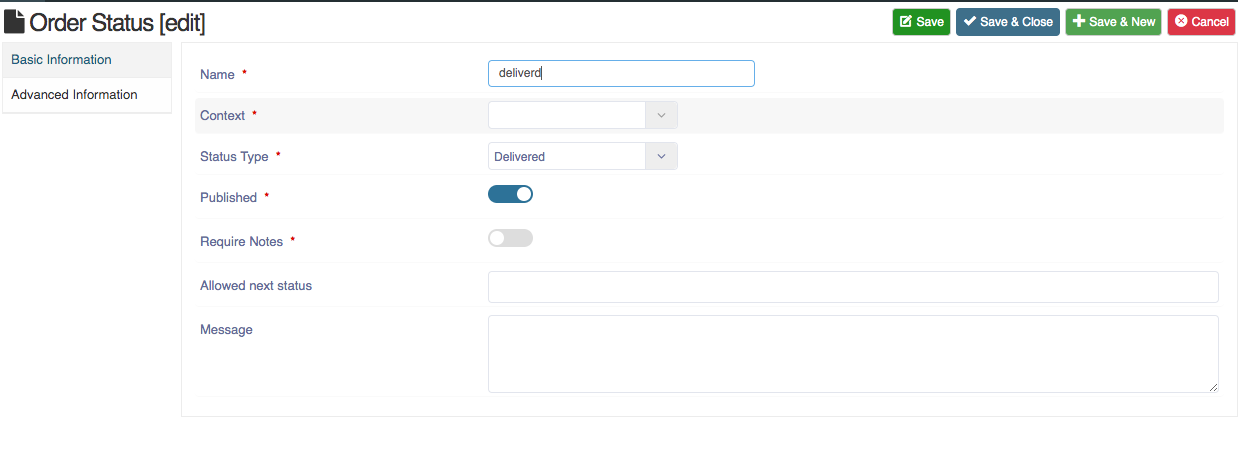 Order Status [edit]
Save
Save & Close
Save & New
Cancel
Basic Information
Advanced Information
Name *
deliverd
Context *
Status Type *
Delivered
Published *
Require Notes *
Allowed next status
Message